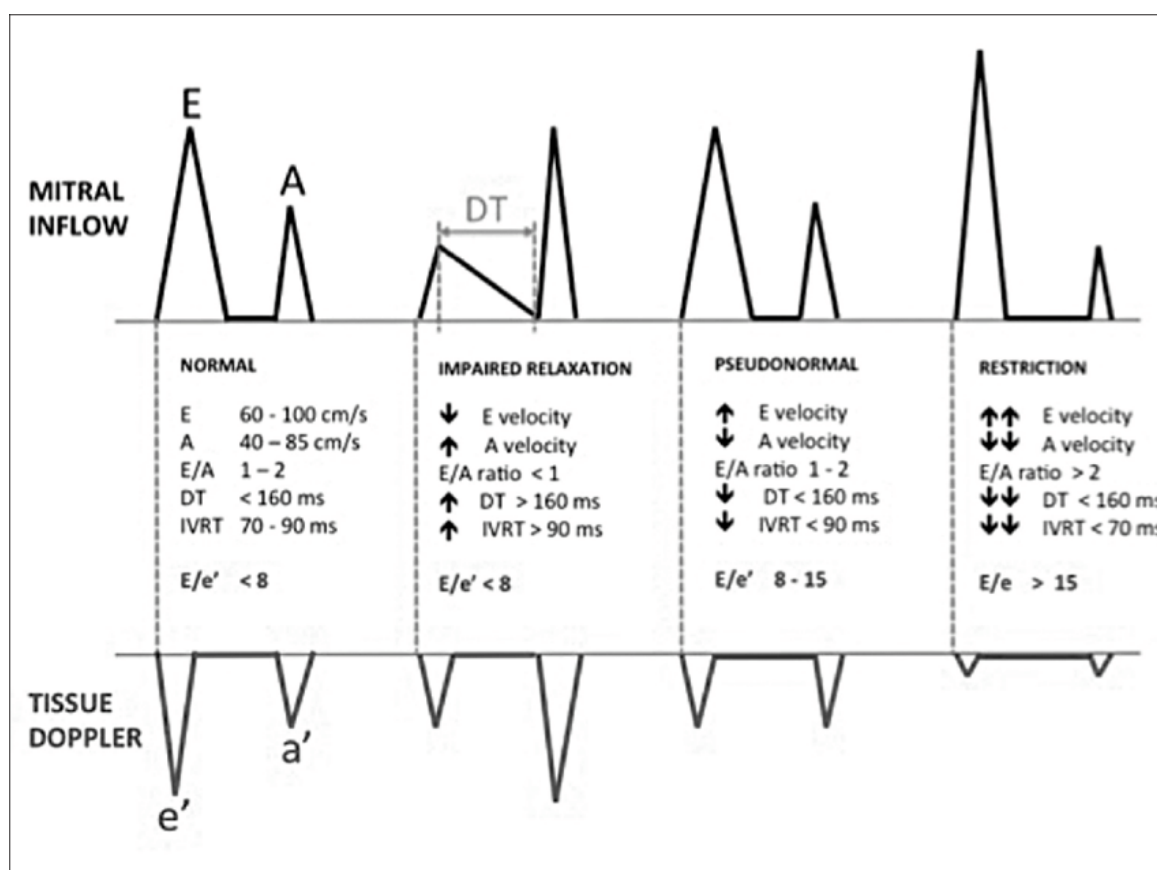 E
A
DT
MITRAL
INFLOW
NORMAL
E 60 - 100 cm/s
A 40 – 85 cm/s
E/A 1 – 2
DT < 160 ms
IVRT 70 - 90 ms
E/e’ < 8
IMPAIRED RELAXATION
↓ E velocity
↑ A velocity
E/A ratio < 1
↑ DT > 160 ms
↑ IVRT > 90 ms
E/e’ < 8
PSEUDONORMAL
↑ E velocity
↓ A velocity
E/A ratio 1 - 2
↓ DT < 160 ms
↓ IVRT < 90 ms
E/e’ 8 - 15
RESTRICTION
↑↑ E velocity
↓↓ A velocity
E/A ratio > 2
↓↓ DT < 160 ms
↓↓ IVRT < 70 ms
E/e > 15
TISSUE
DOPPLER
e’
a’